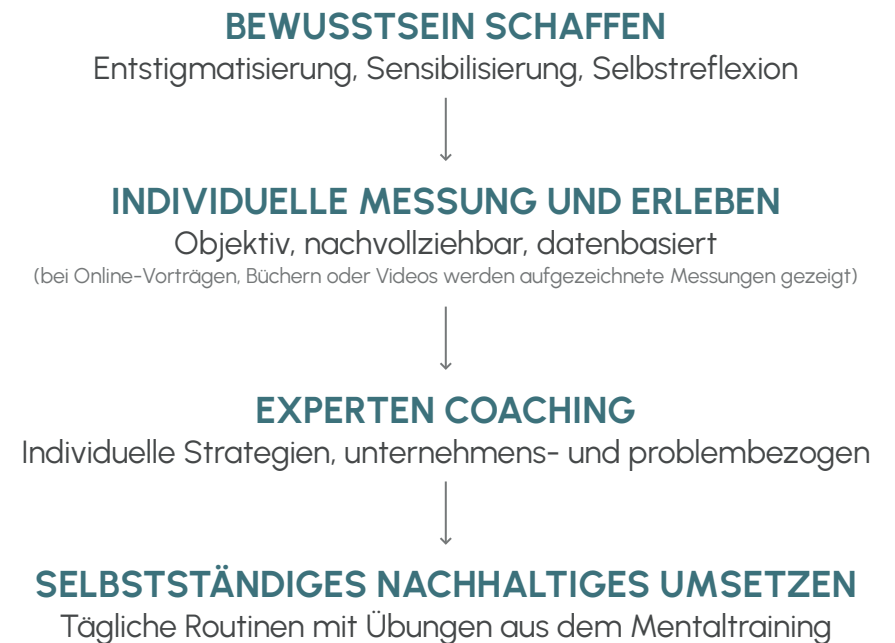 BEWUSSTSEIN SCHAFFEN
Entstigmatisierung, Sensibilisierung, Selbstreflexion
INDIVIDUELLE MESSUNG UND ERLEBEN
Objektiv, nachvollziehbar, datenbasiert
(bei Online-Vorträgen, Büchern oder Videos werden aufgezeichnete Messungen gezeigt)
EXPERTEN COACHING
Individuelle Strategien, unternehmens- und problembezogen
SELBSTSTÄNDIGES NACHHALTIGES UMSETZEN
Tägliche Routinen mit Übungen aus dem Mentaltraining